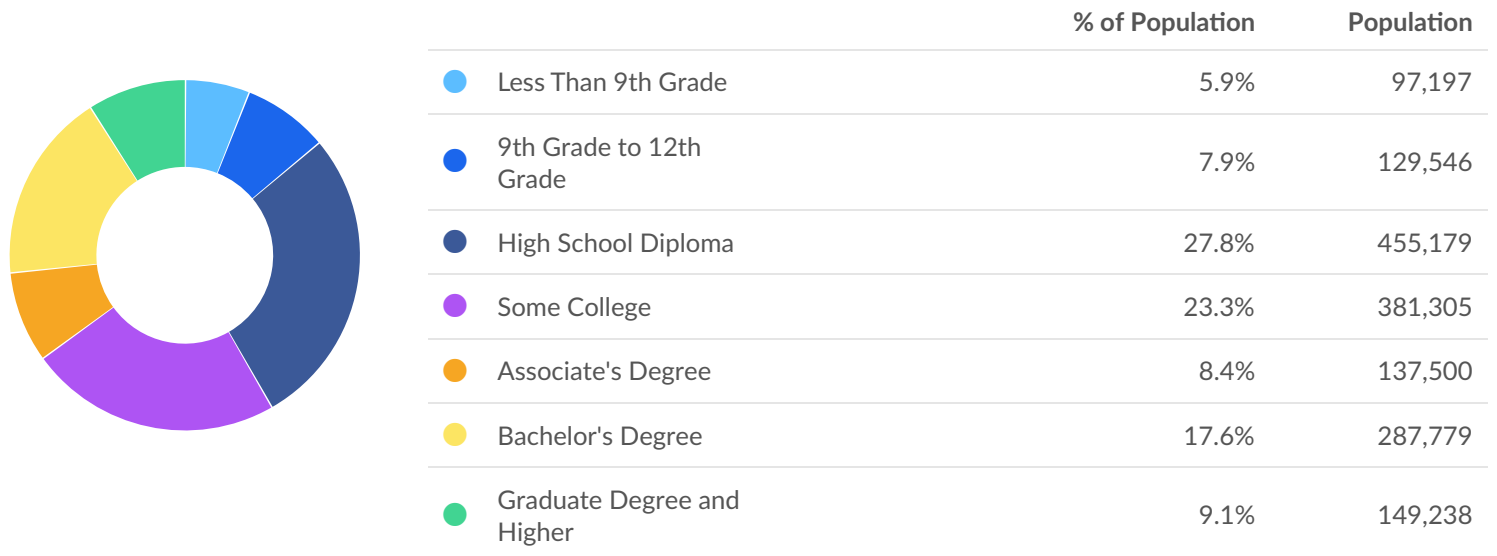 % of Population Population
Less Than 9th Grade 5.9% 97,197
9th Grade to 12th
Grade 7.9% 129,546
High School Diploma 27.8% 455,179
Some College 23.3% 381,305
Associate's Degree 8.4% 137,500
Bachelor's Degree 17.6% 287,779
Graduate Degree and
Higher 9.1% 149,238